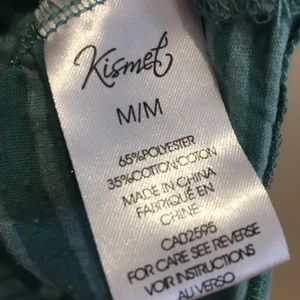 Kismet
M/M
65%POLYESTER
35%COTTON/COTON
MADE IN CHINA
FABRIQUÉ EN
CHINE
CA02595
FOR CARE SEE REVERSE
VOIR INSTRUCTIONS
AU VERSO